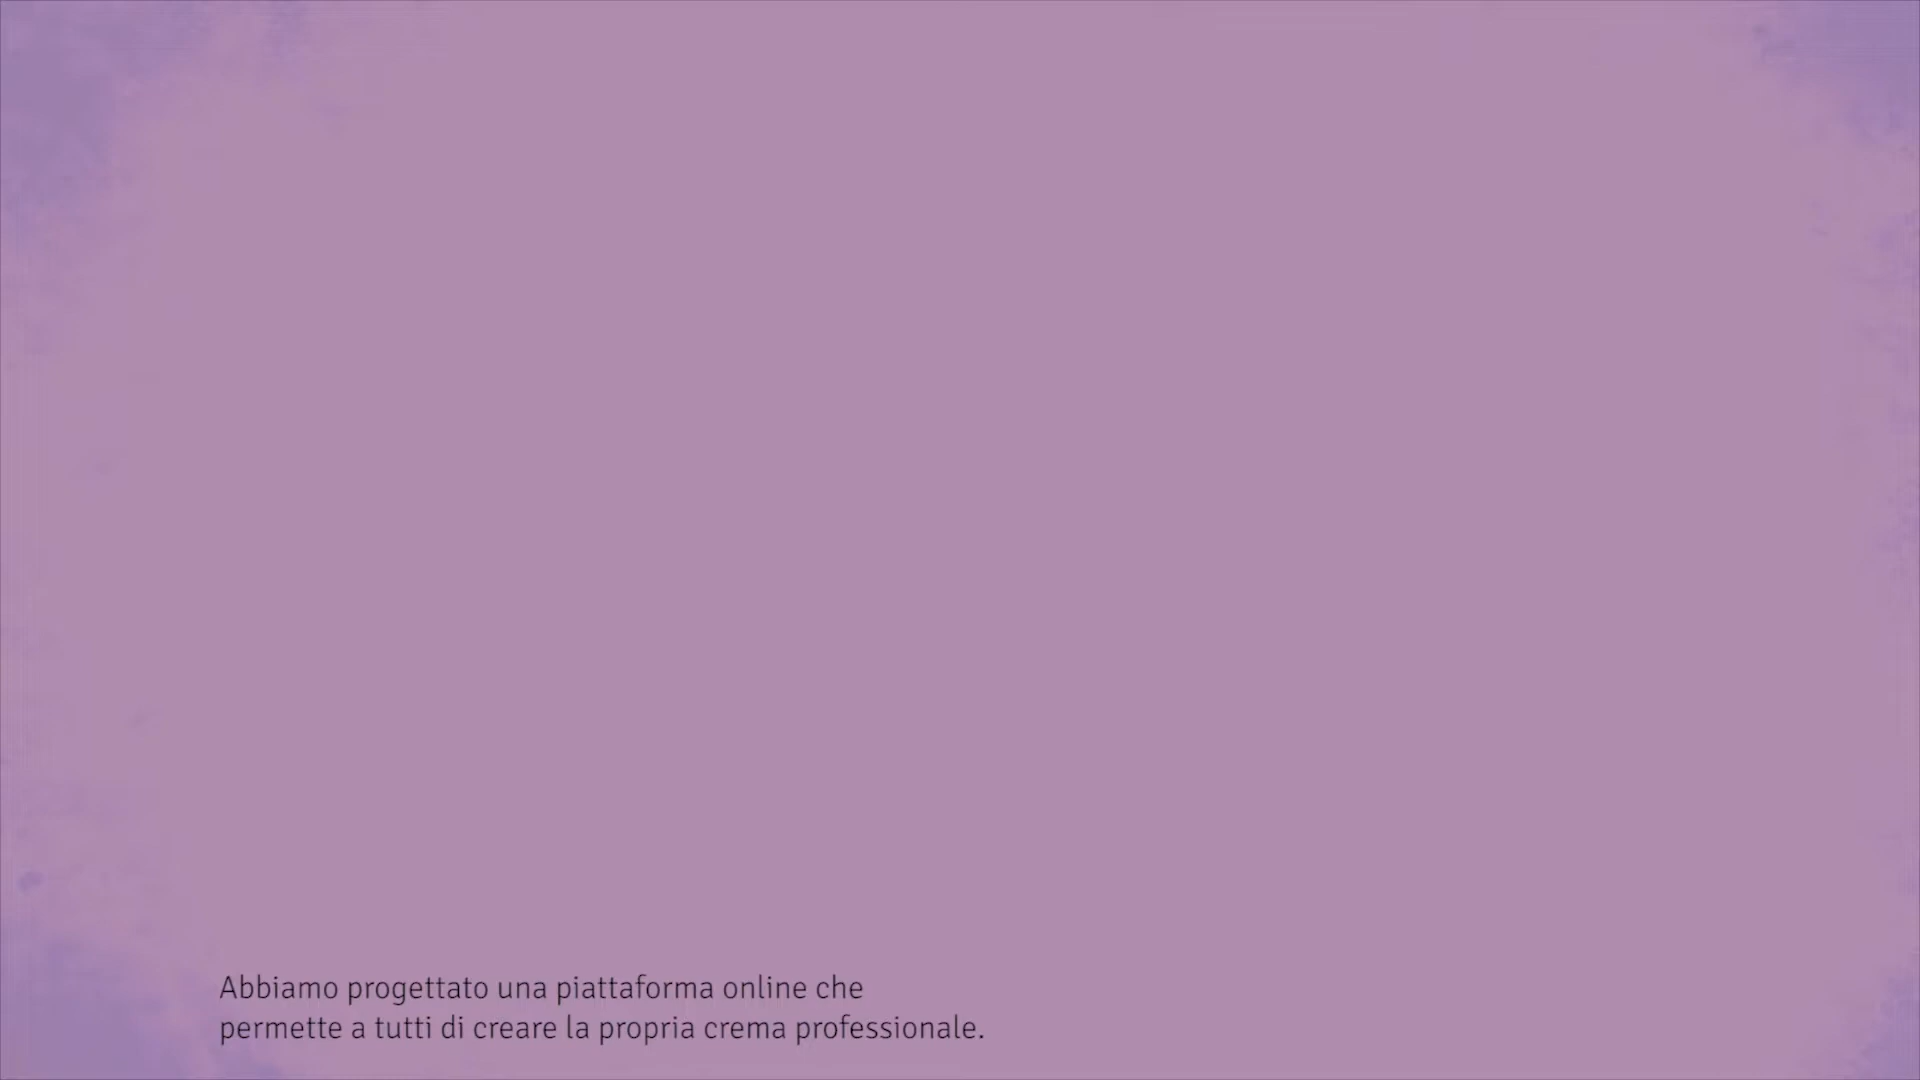 Abbiamo progettato una piattaforma online che
permette a tutti di creare la propria crema professionale.